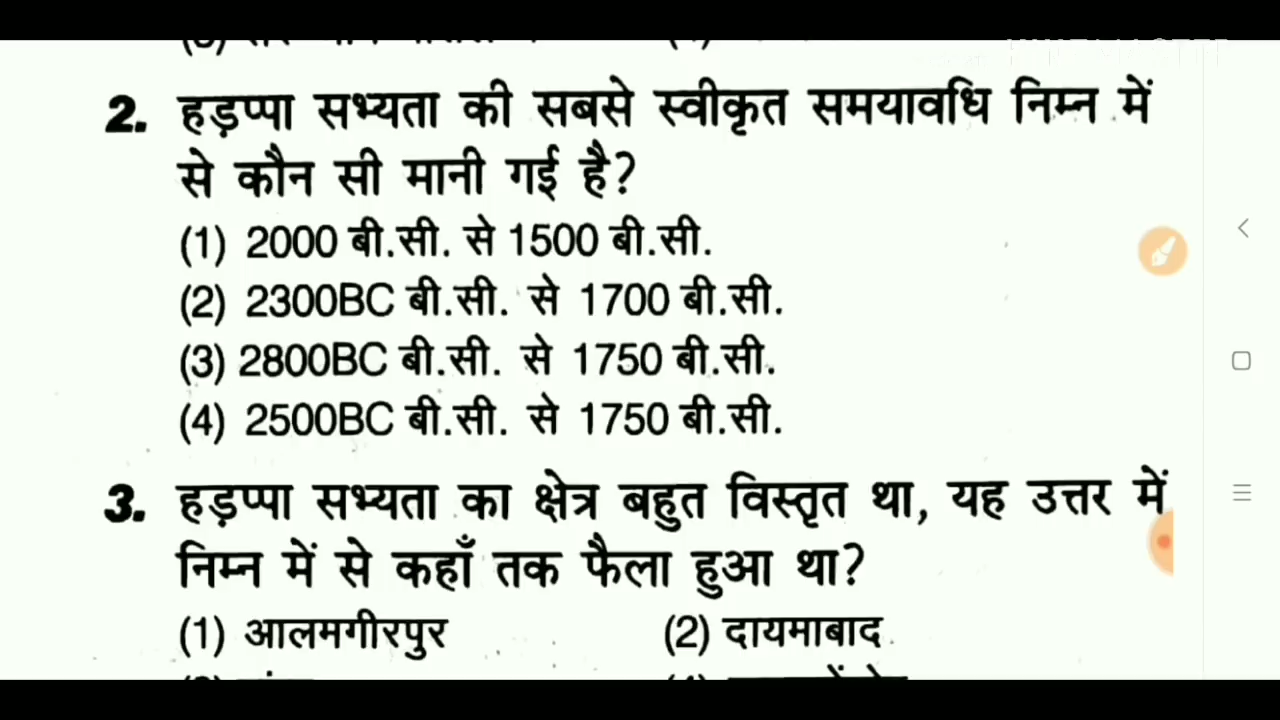 2. हड़प्पा सभ्यता की सबसे स्वीकृत समयावधि निम्न में
से कौन सी मानी गई है?
(1) 2000 बी.सी. से 1500 बी.सी.
(2) 2300BC बी.सी. से 1700 बी.सी.
(3) 2800BC बी.सी. से 1750 बी.सी.
(4) 2500BC बी.सी. से 1750 बी.सी.
3. हड़प्पा सभ्यता का क्षेत्र बहुत विस्तृत था, यह उत्तर में
निम्न में से कहाँ तक फैला हुआ था?
(1) आलमगीरपुर (2) दायमाबाद